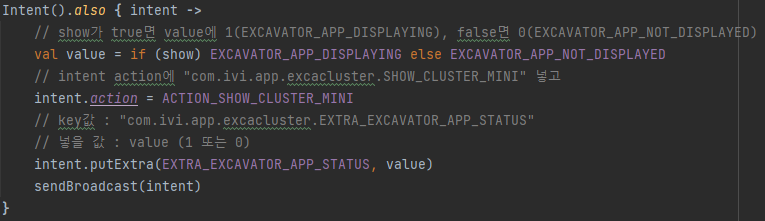 Intent().also { intent ->
// show가 true면 value에 1(EXCAVATOR_APP_DISPLAYING), false면 0(EXCAVATOR_APP_NOT_DISPLAYED)
val value = if (show) EXCAVATOR_APP_DISPLAYING else EXCAVATOR_APP_NOT_DISPLAYED
// intent action에 "com.ivi.app.excacluster.SHOW_CLUSTER_MINI" 넣고
intent.action = ACTION_SHOW_CLUSTER_MINI
// key값 : "com.ivi.app.excacluster.EXTRA_EXCAVATOR_APP_STATUS"
// 넣을 값 : value (1 또는 0)
intent.putExtra(EXTRA_EXCAVATOR_APP_STATUS, value)
sendBroadcast(intent)
}